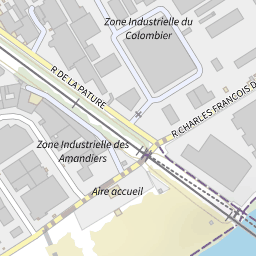 Zone Industrielle du
Colombier
R DE LA PATURE
R CHARLES FRANCOIS D
Zone Industrielle des
Amandiers
Aire accueil